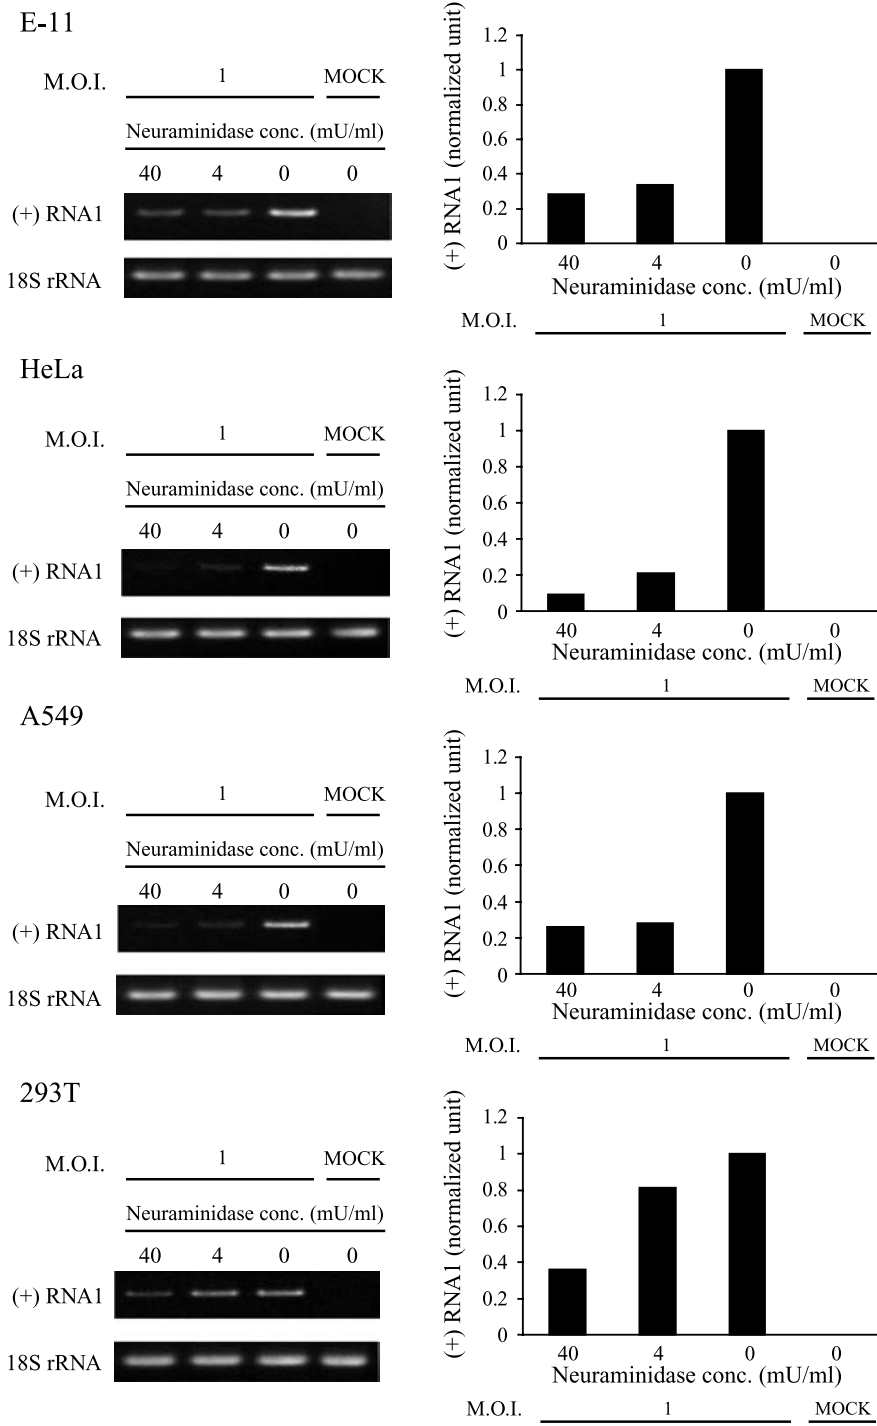 E-11
M.O.I.
1
MOCK
Neuraminidase conc. (mU/ml)
40 4 0 0
(+) RNA1
18S rRNA
(+) RNA1 (normalized unit)
1.2
1
0.8
0.6
0.4
0.2
0
40 4 0 0
Neuraminidase conc. (mU/ml)
M.O.I. 1 MOCK
HeLa
M.O.I.
1
MOCK
Neuraminidase conc. (mU/ml)
40 4 0 0
(+) RNA1
18S rRNA
(+) RNA1 (normalized unit)
1.2
1
0.8
0.6
0.4
0.2
0
40 4 0 0
Neuraminidase conc. (mU/ml)
M.O.I. 1 MOCK
A549
M.O.I.
1
MOCK
Neuraminidase conc. (mU/ml)
40 4 0 0
(+) RNA1
18S rRNA
(+) RNA1 (normalized unit)
1.2
1
0.8
0.6
0.4
0.2
0
40 4 0 0
Neuraminidase conc. (mU/ml)
M.O.I. 1 MOCK
293T
M.O.I.
1
MOCK
Neuraminidase conc. (mU/ml)
40 4 0 0
(+) RNA1
18S rRNA
(+) RNA1 (normalized unit)
1.2
1
0.8
0.6
0.4
0.2
0
40 4 0 0
Neuraminidase conc. (mU/ml)
M.O.I. 1 MOCK